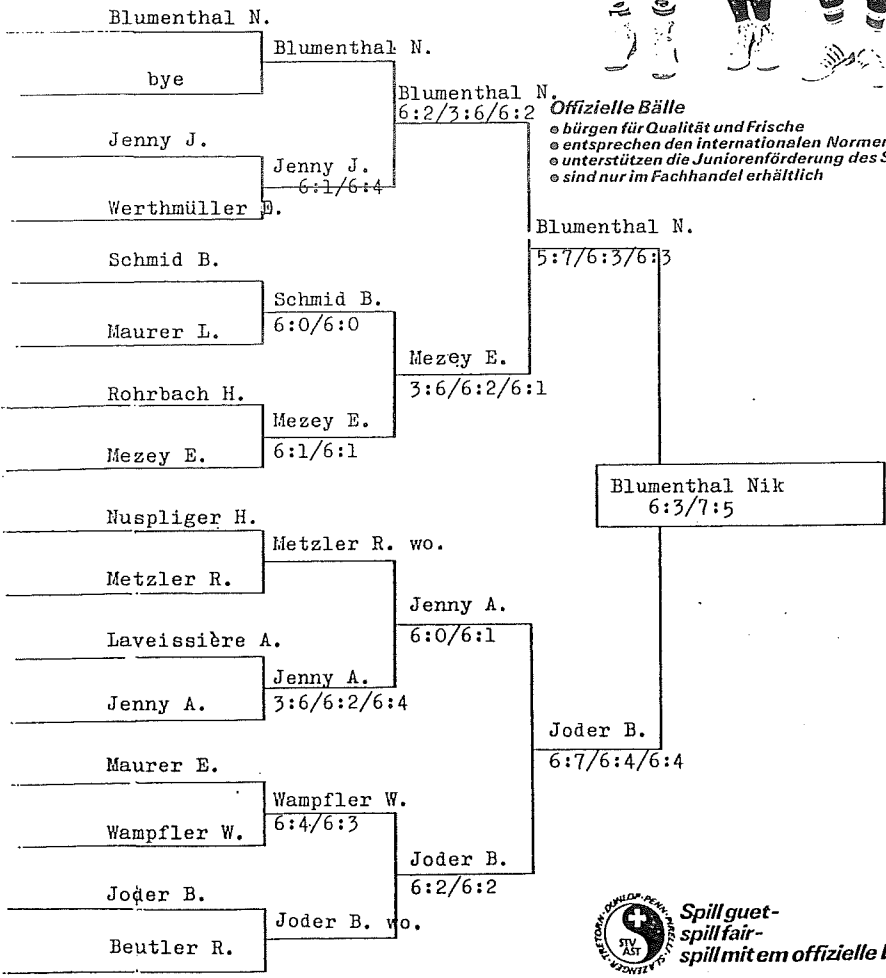 Blumenthal N.
Blumenthal N.
bye
Blumenthal N.
6:2/3:6/6:2
Offizielle Bälle
bürgen für Qualität und Frische
entsprechen den internationalen Normen
unterstützen die Juniorenförderung des
sind nur im Fachhandel erhältlich
Jenny J.
Jenny J.
6:1/6:4
Werthmüller
Blumenthal N.
5:7/6:3/6:3
Schmid B.
Schmid B.
6:0/6:0
Maurer L.
Mezey E.
3:6/6:2/6:1
Rohrbach H.
Mezey E.
6:1/6:1
Mezey E.
Blumenthal Nik
6:3/7:5
Nuspliger H.
Metzler R. wo.
Metzler R.
Jenny A.
6:0/6:1
Laveissière A.
Jenny A.
3:6/6:2/6:4
Jenny A.
Joder B.
6:7/6:4/6:4
Maurer E.
Wampfler W.
6:4/6:3
Wampfler W.
Joder B.
6:2/6:2
Joder B.
Joder B. wo.
Beutler R.
TRETORN·DUNLOP·PENN·PIRELLI·SLAZENGER
STV
AST
Spill guet-
spill fair-
spill mit em offizielle